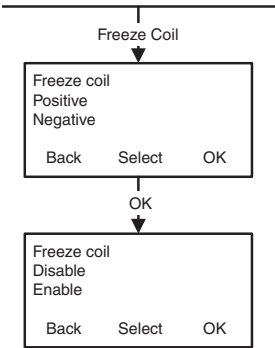 Freeze Coil
Freeze coil
Positive
Negative
Back Select OK
OK
Freeze coil
Disable
Enable
Back Select OK